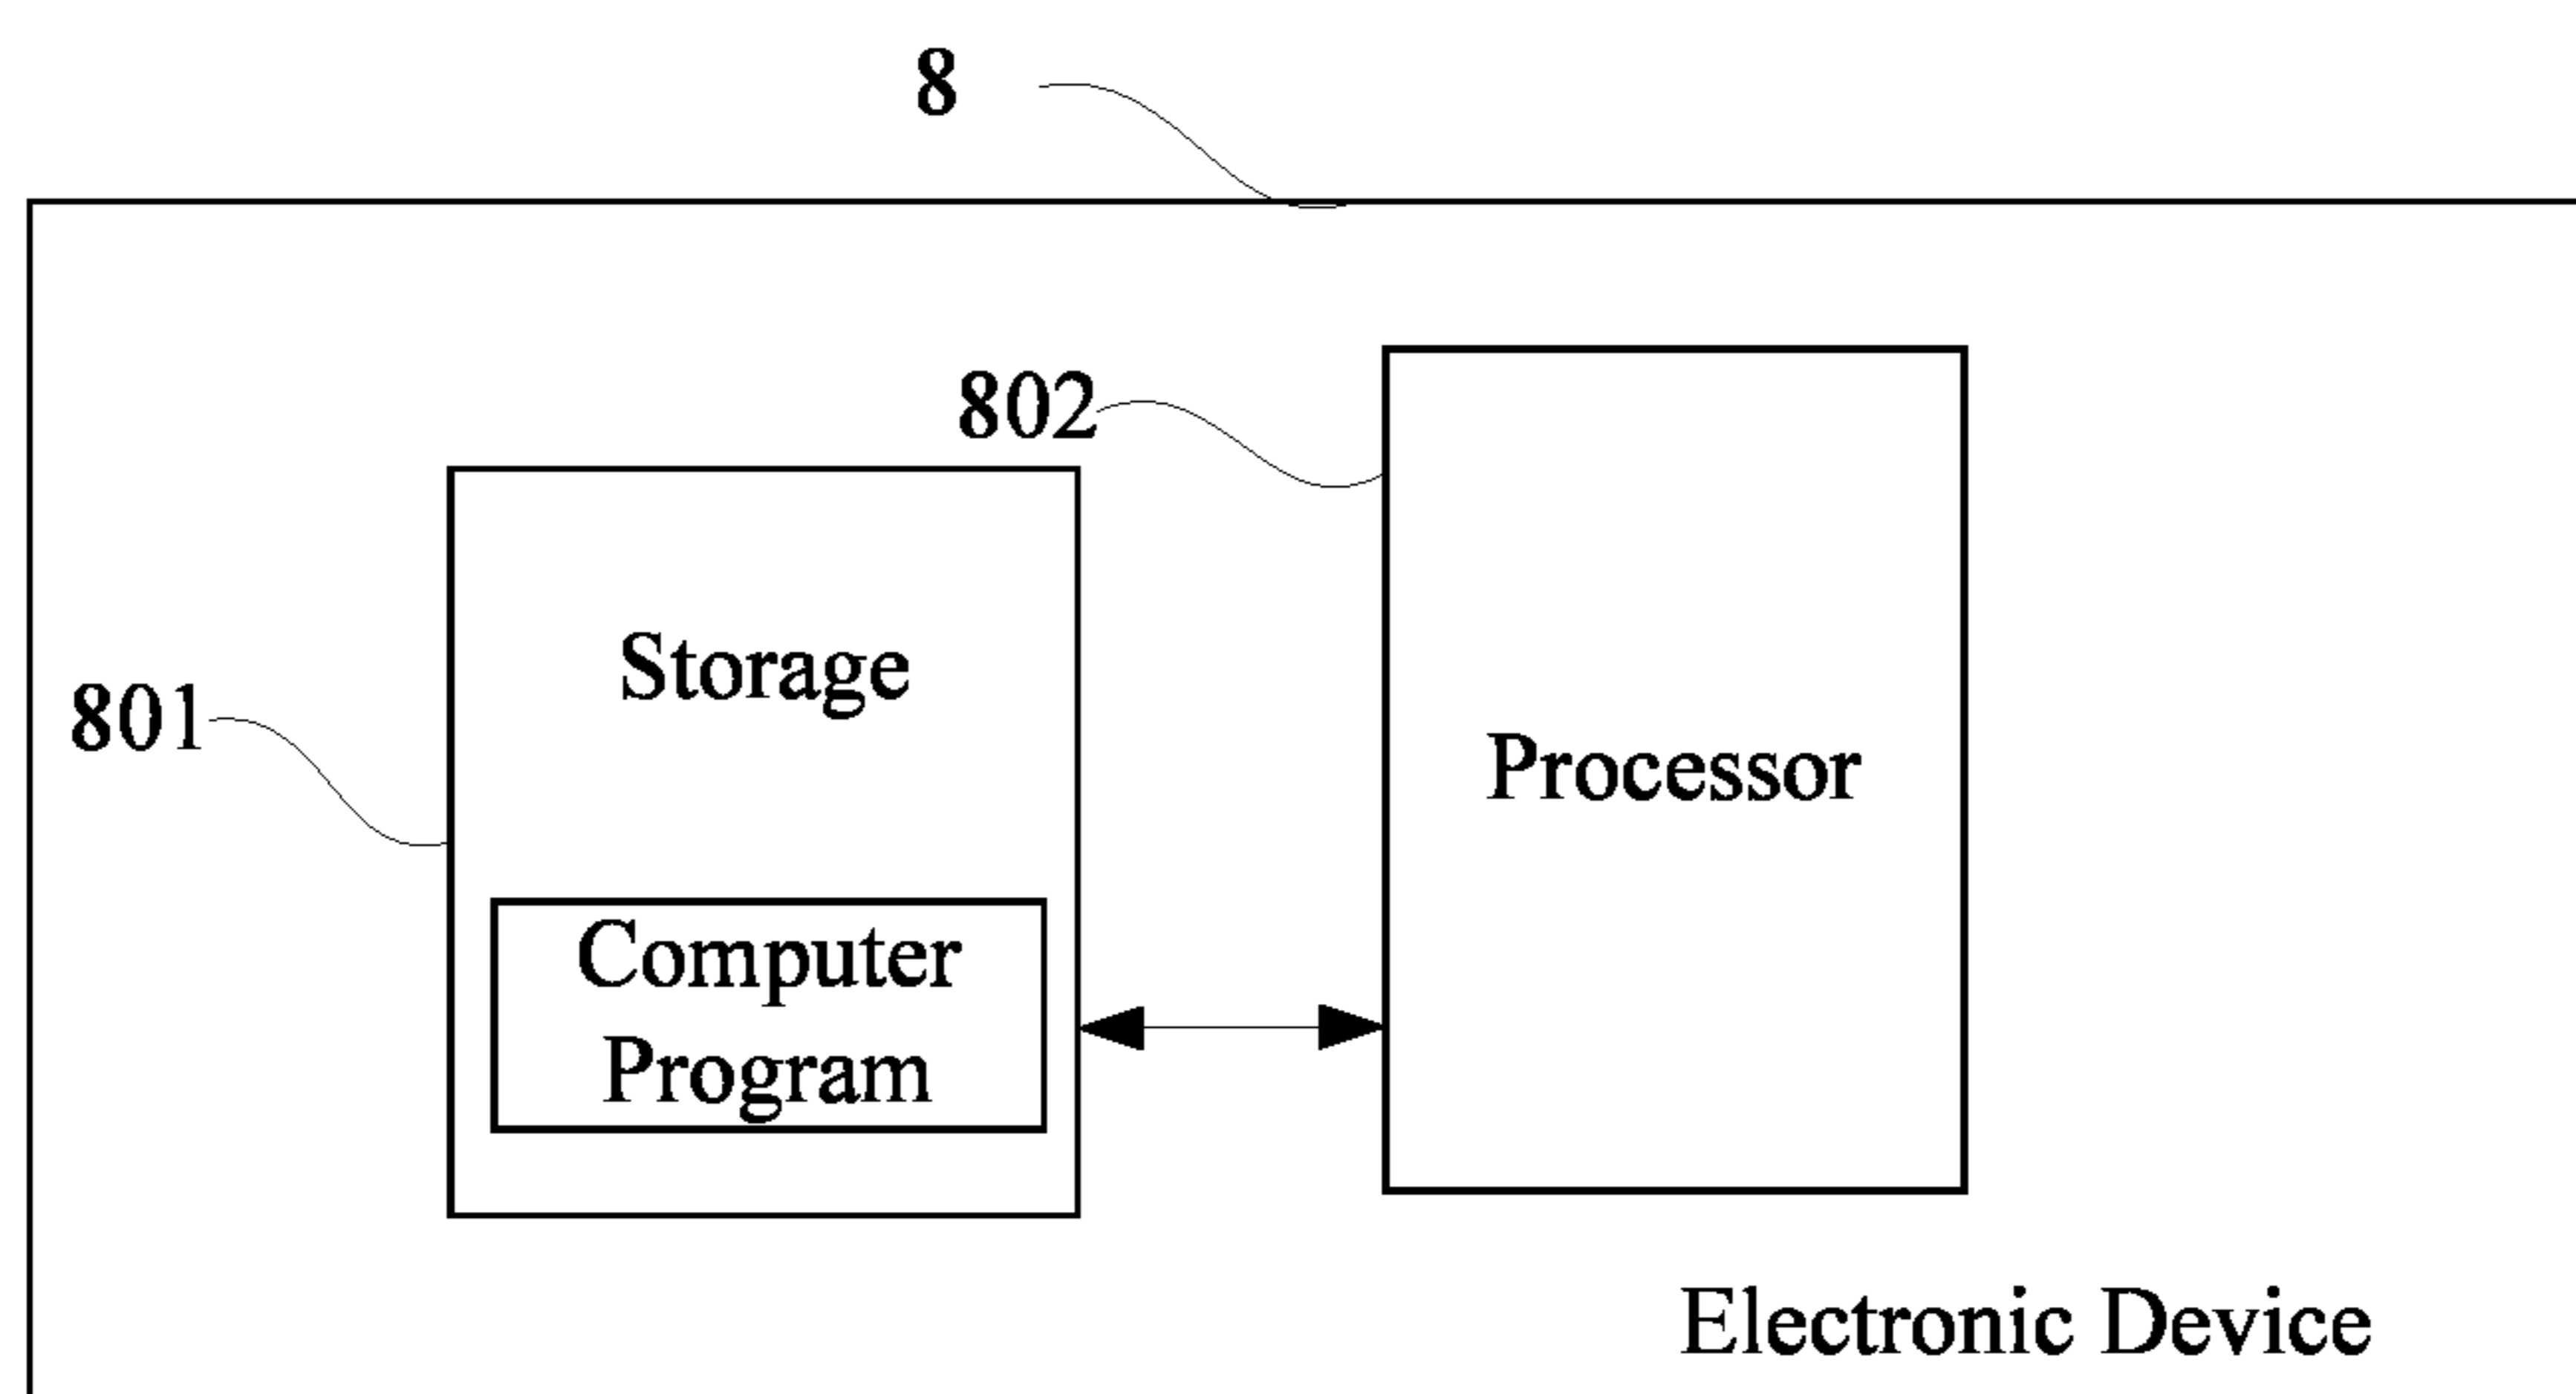 8
802
Storage
801
Processor
Computer
Program
Electronic Device